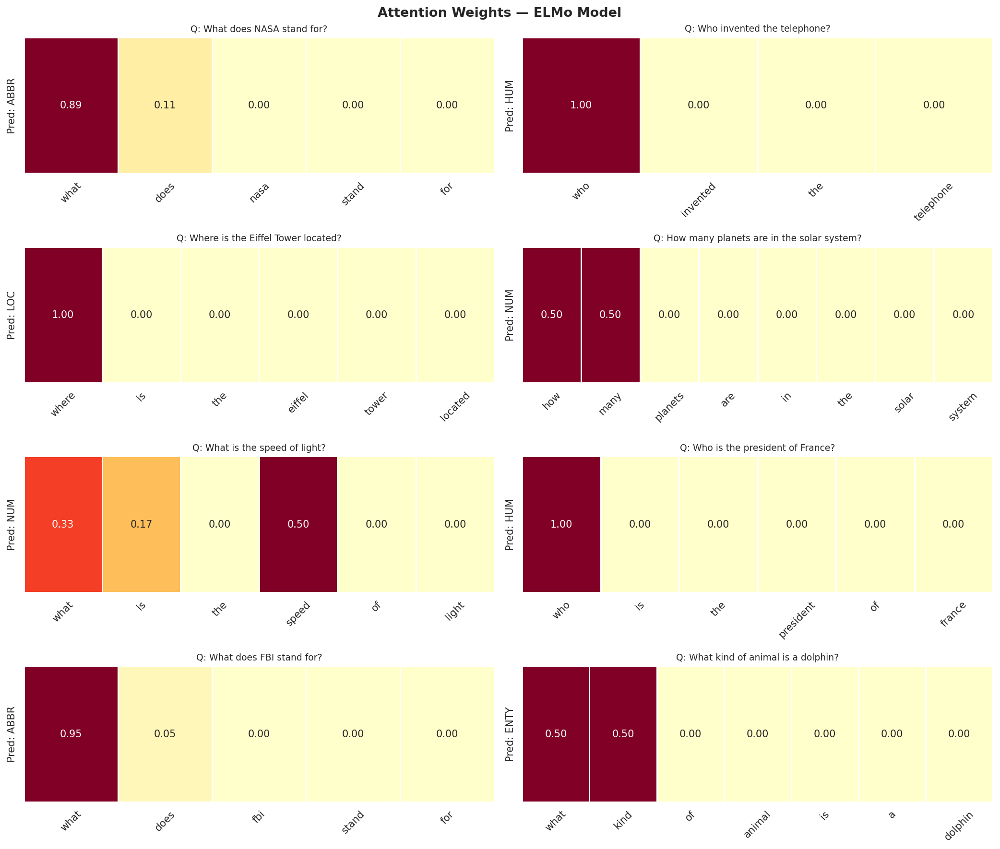 Attention Weights — ELMo Model
Q: What does NASA stand for?
Pred: ABBR
0.89 0.11 0.00 0.00 0.00
what does nasa stand for
Q: Who invented the telephone?
Pred: HUM
1.00 0.00 0.00 0.00
who invented the telephone
Q: Where is the Eiffel Tower located?
Pred: LOC
1.00 0.00 0.00 0.00 0.00 0.00
where is the eiffel tower located
Q: How many planets are in the solar system?
Pred: NUM
0.50 0.50 0.00 0.00 0.00 0.00 0.00 0.00
how many planets are in the solar system
Q: What is the speed of light?
Pred: NUM
0.33 0.17 0.00 0.50 0.00 0.00
what is the speed of light
Q: Who is the president of France?
Pred: HUM
1.00 0.00 0.00 0.00 0.00 0.00
who is the president of france
Q: What does FBI stand for?
Pred: ABBR
0.95 0.05 0.00 0.00 0.00
what does fbi stand for
Q: What kind of animal is a dolphin?
Pred: ENTY
0.50 0.50 0.00 0.00 0.00 0.00 0.00
what kind of animal is a dolphin